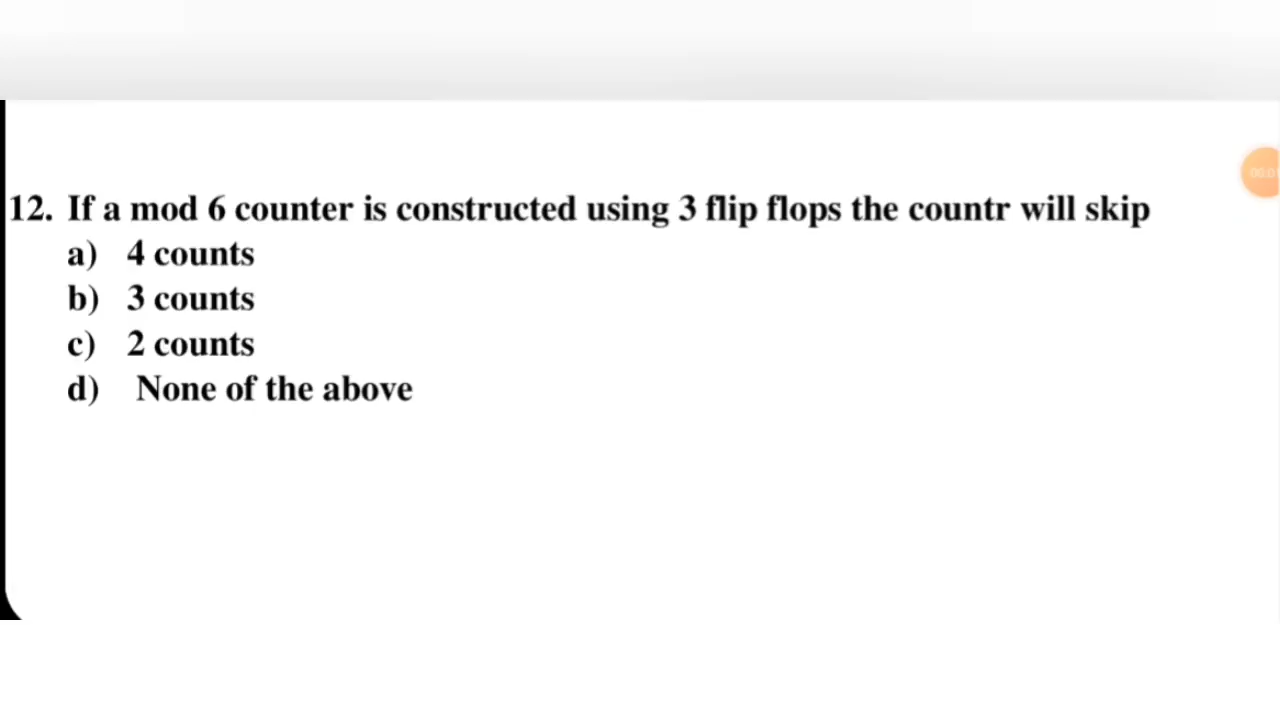 12. If a mod 6 counter is constructed using 3 flip flops the countr will skip
a) 4 counts
b) 3 counts
c) 2 counts
d) None of the above